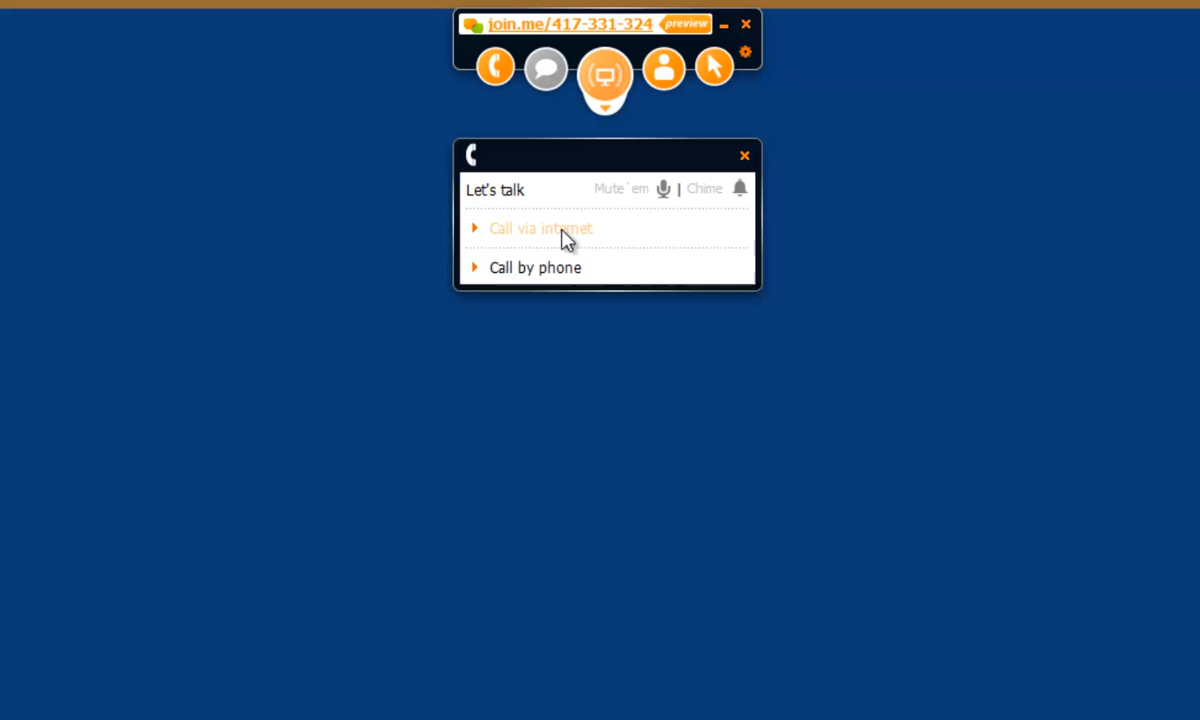 join.me/417-331-324 preview
Let's talk Mute`em | Chime
Call via internet
Call by phone